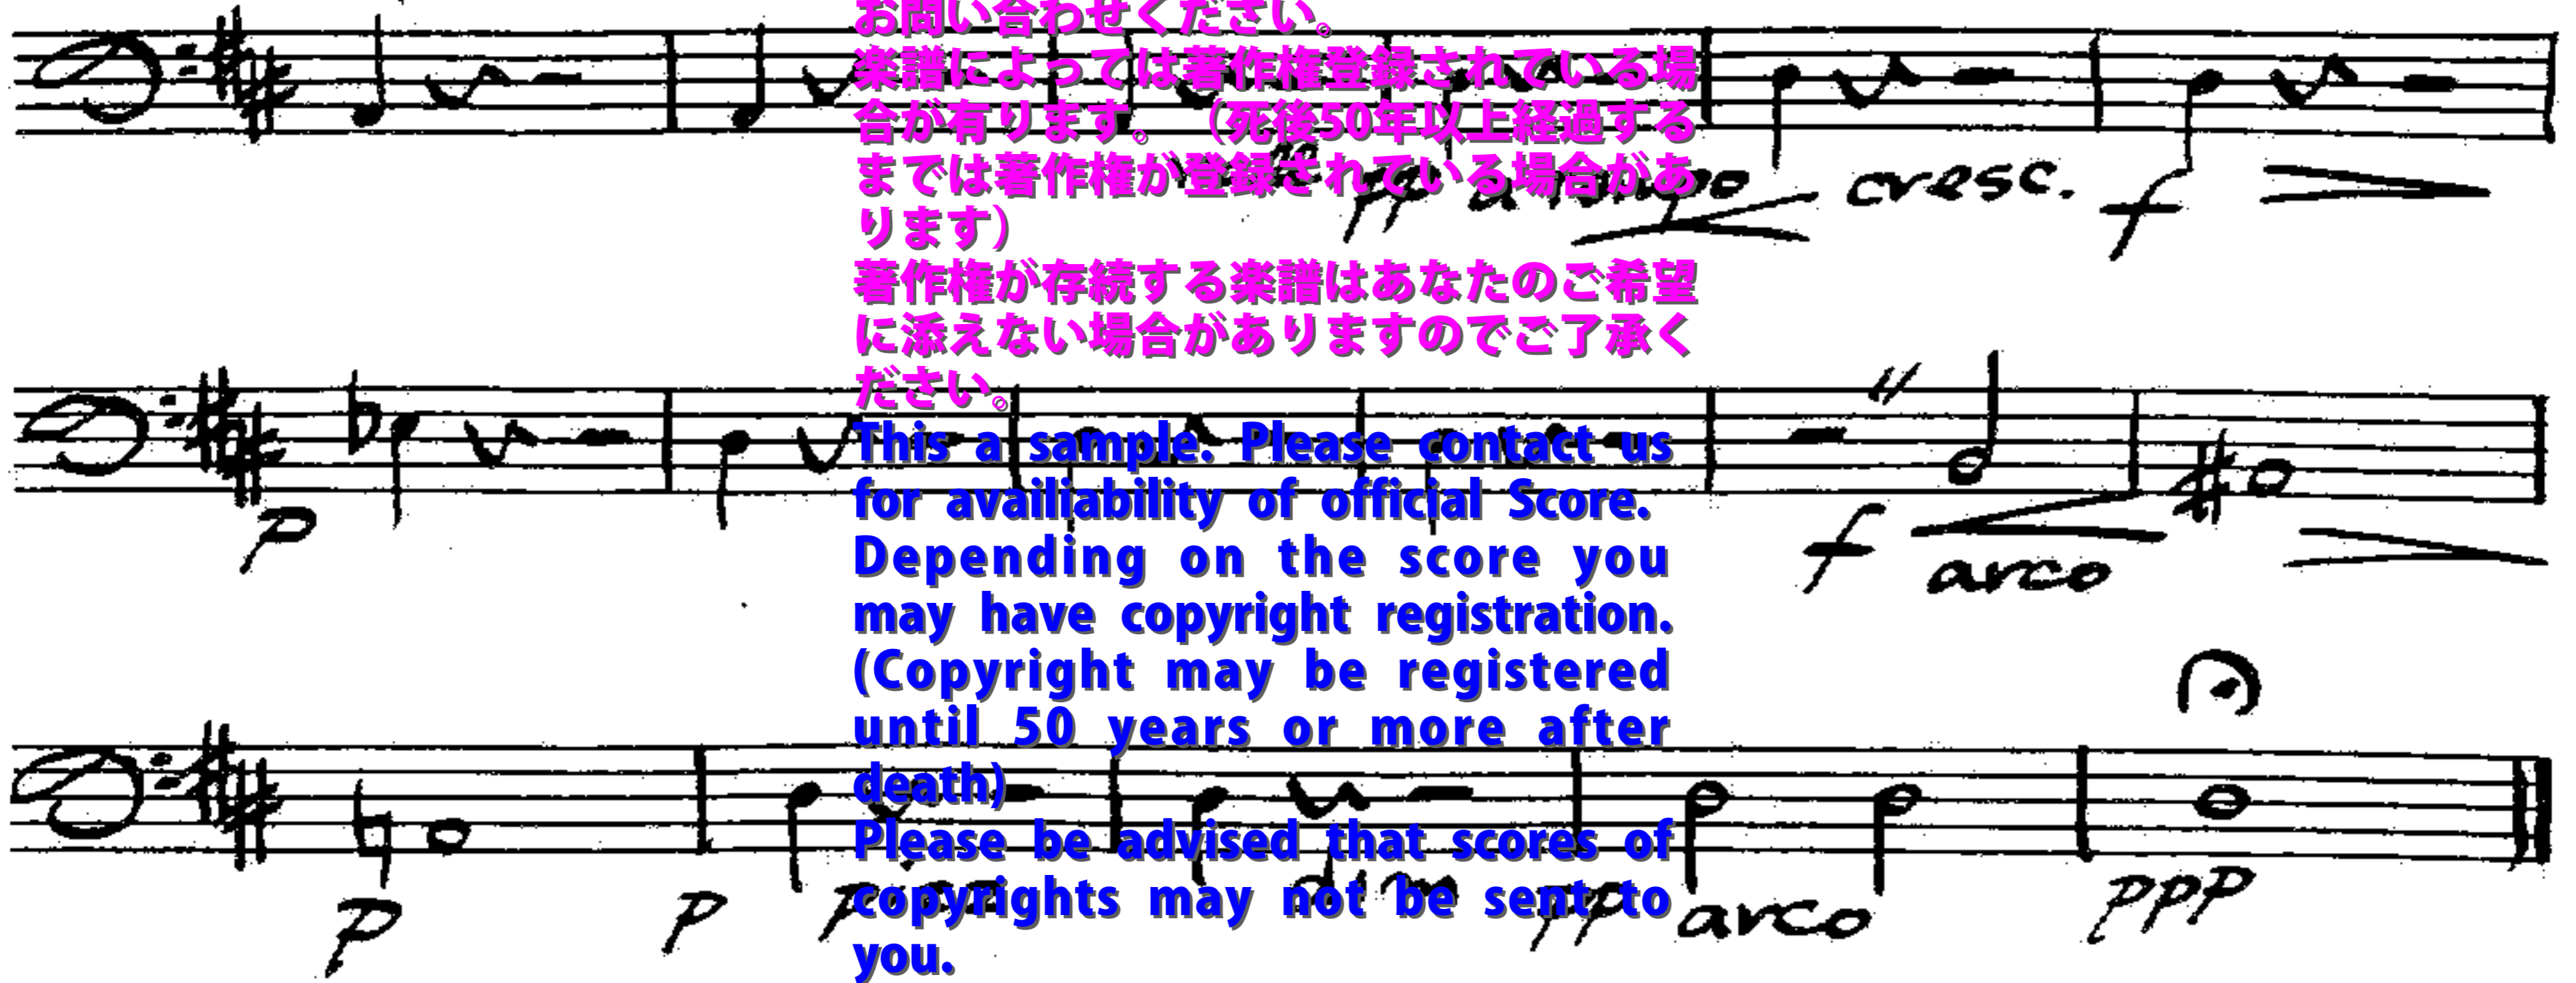 お問い合わせください。
楽譜によっては著作権登録されている場
合が有ります。（死後50年以上経過する
までは著作権が登録されている場合があ
a tempo cresc. f
ります）
著作権が存続する楽譜はあなたのご希望
に添えない場合がありますのでご了承く
ださい。
This a sample. Please contact us
for availiability of official Score.
p
f arco
Depending on the score you
may have copyright registration.
(Copyright may be registered
until 50 years or more after
death)
Please be advised that scores of
copyrights may not be sent to
p p dim pp arco ppp
you.